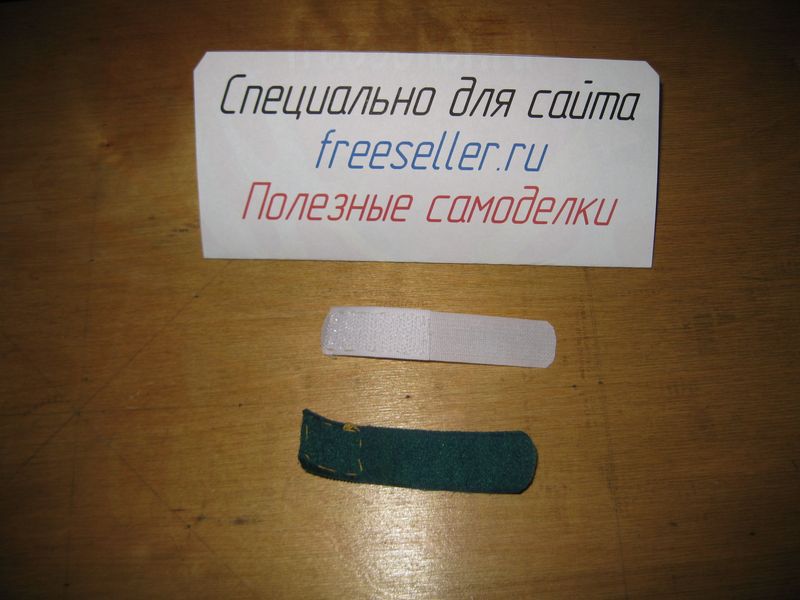 Специально для сайта
freeseller.ru
Полезные самоделки